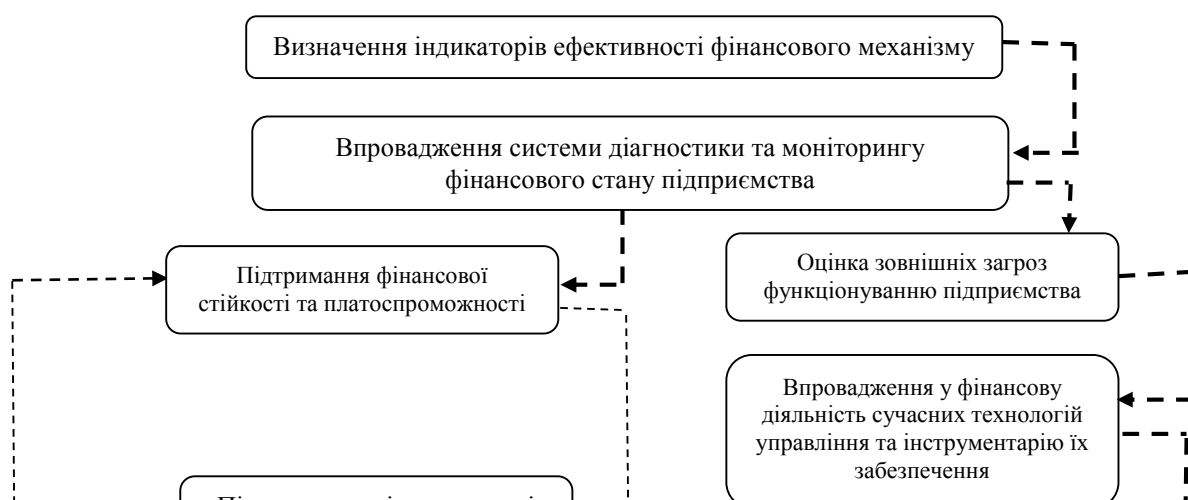 Визначення індикаторів ефективності фінансового механізму
Впровадження системи діагностики та моніторингу
фінансового стану підприємства
Підтримання фінансової
стійкості та платоспроможності
Оцінка зовнішніх загроз
функціонуванню підприємства
Впровадження у фінансову
діяльність сучасних технологій
управління та інструментарію їх
забезпечення